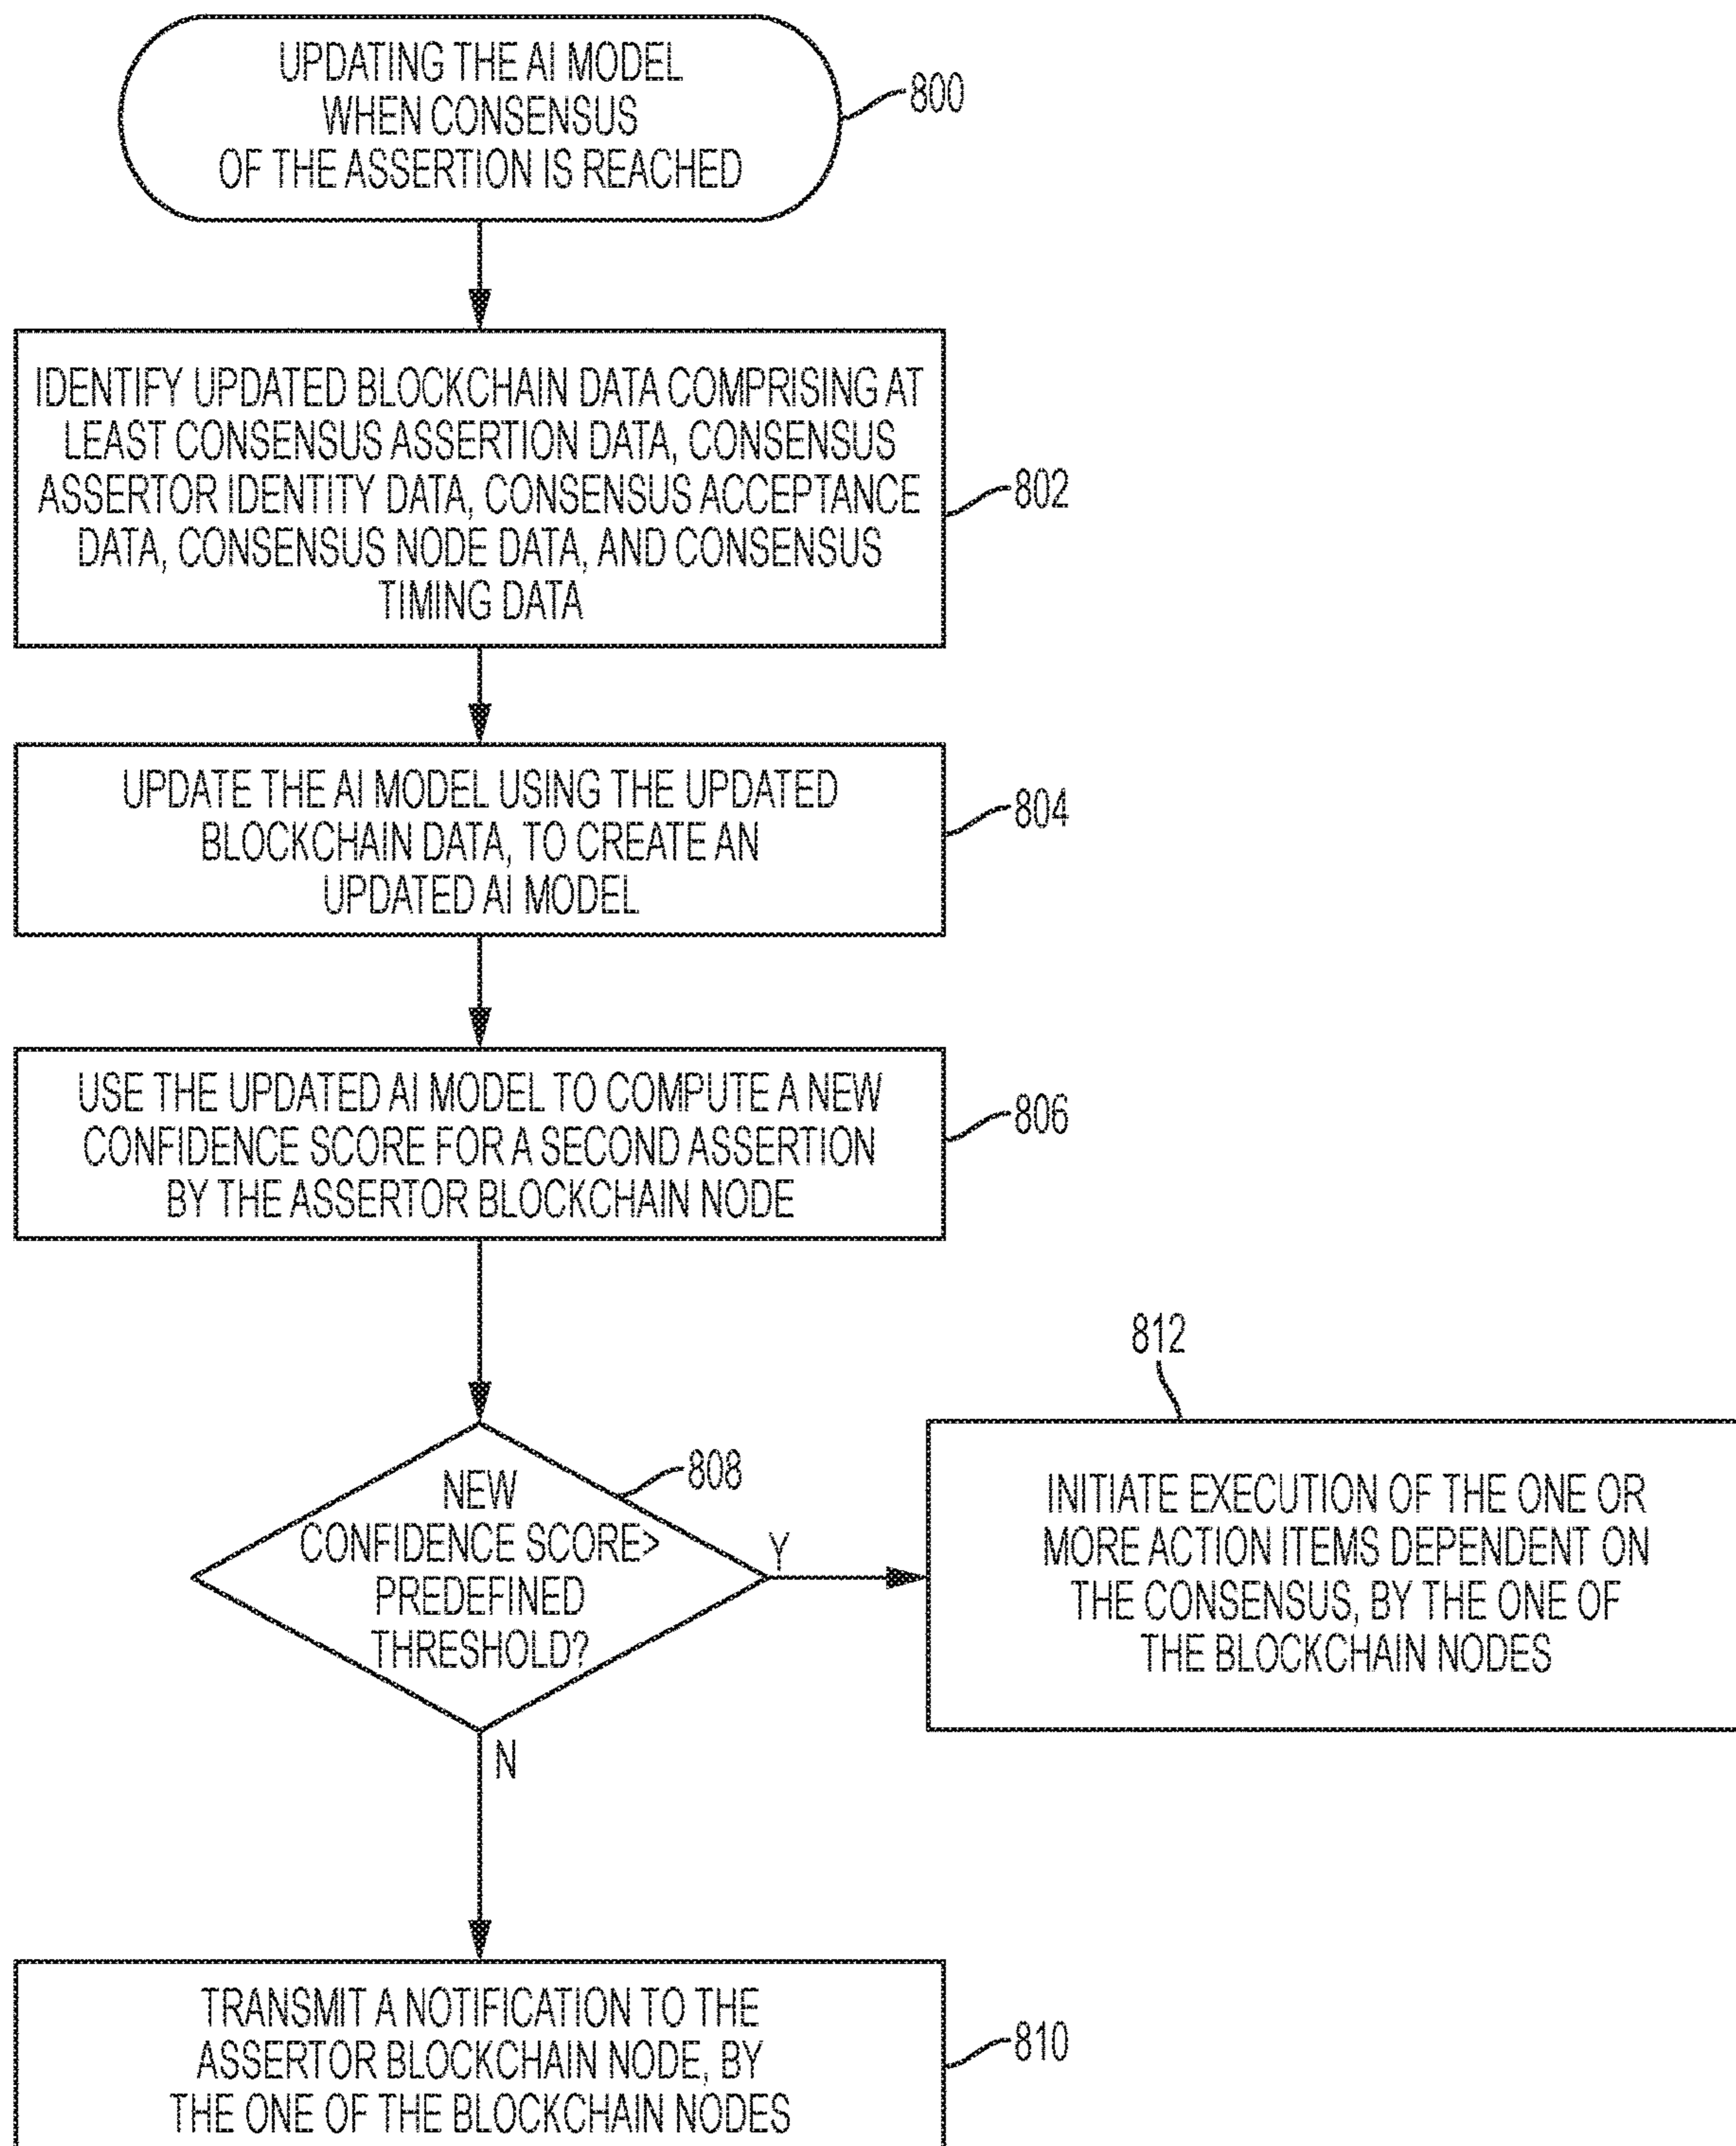 UPDATING THE AI MODEL
WHEN CONSENSUS
OF THE ASSERTION IS REACHED
800
IDENTIFY UPDATED BLOCKCHAIN DATA COMPRISING AT
LEAST CONSENSUS ASSERTION DATA, CONSENSUS
ASSERTOR IDENTITY DATA, CONSENSUS ACCEPTANCE
DATA, CONSENSUS NODE DATA, AND CONSENSUS
TIMING DATA
802
UPDATE THE AI MODEL USING THE UPDATED
BLOCKCHAIN DATA, TO CREATE AN
UPDATED AI MODEL
804
USE THE UPDATED AI MODEL TO COMPUTE A NEW
CONFIDENCE SCORE FOR A SECOND ASSERTION
BY THE ASSERTOR BLOCKCHAIN NODE
806
NEW
CONFIDENCE SCORE>
PREDEFINED
THRESHOLD?
808
Y
N
812
INITIATE EXECUTION OF THE ONE OR
MORE ACTION ITEMS DEPENDENT ON
THE CONSENSUS, BY THE ONE OF
THE BLOCKCHAIN NODES
TRANSMIT A NOTIFICATION TO THE
ASSERTOR BLOCKCHAIN NODE, BY
THE ONE OF THE BLOCKCHAIN NODES
810